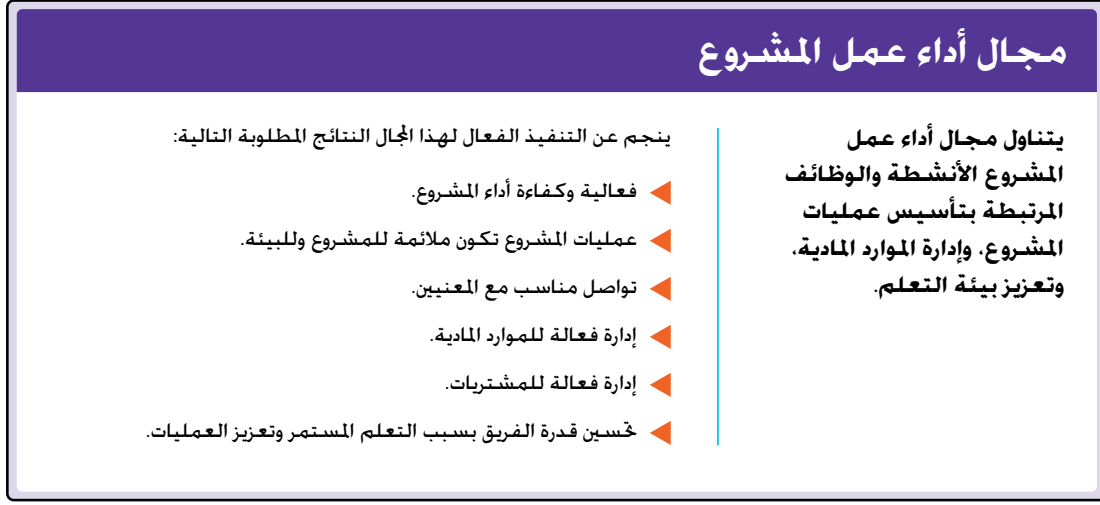 مجال أداء عمل المشروع
يتناول مجال أداء عمل
المشروع الأنشطة والوظائف
المرتبطة بتأسيس عمليات
المشروع، وإدارة الموارد المادية،
وتعزيز بيئة التعلم.
ينجم عن التنفيذ الفعال لهذا المجال النتائج المطلوبة التالية:
فعالية وكفاءة أداء المشروع.
عمليات المشروع تكون ملائمة للمشروع وللبيئة.
تواصل مناسب مع المعنيين.
إدارة فعالة للموارد المادية.
إدارة فعالة للمشتريات.
تحسين قدرة الفريق بسبب التعلم المستمر وتعزيز العمليات.